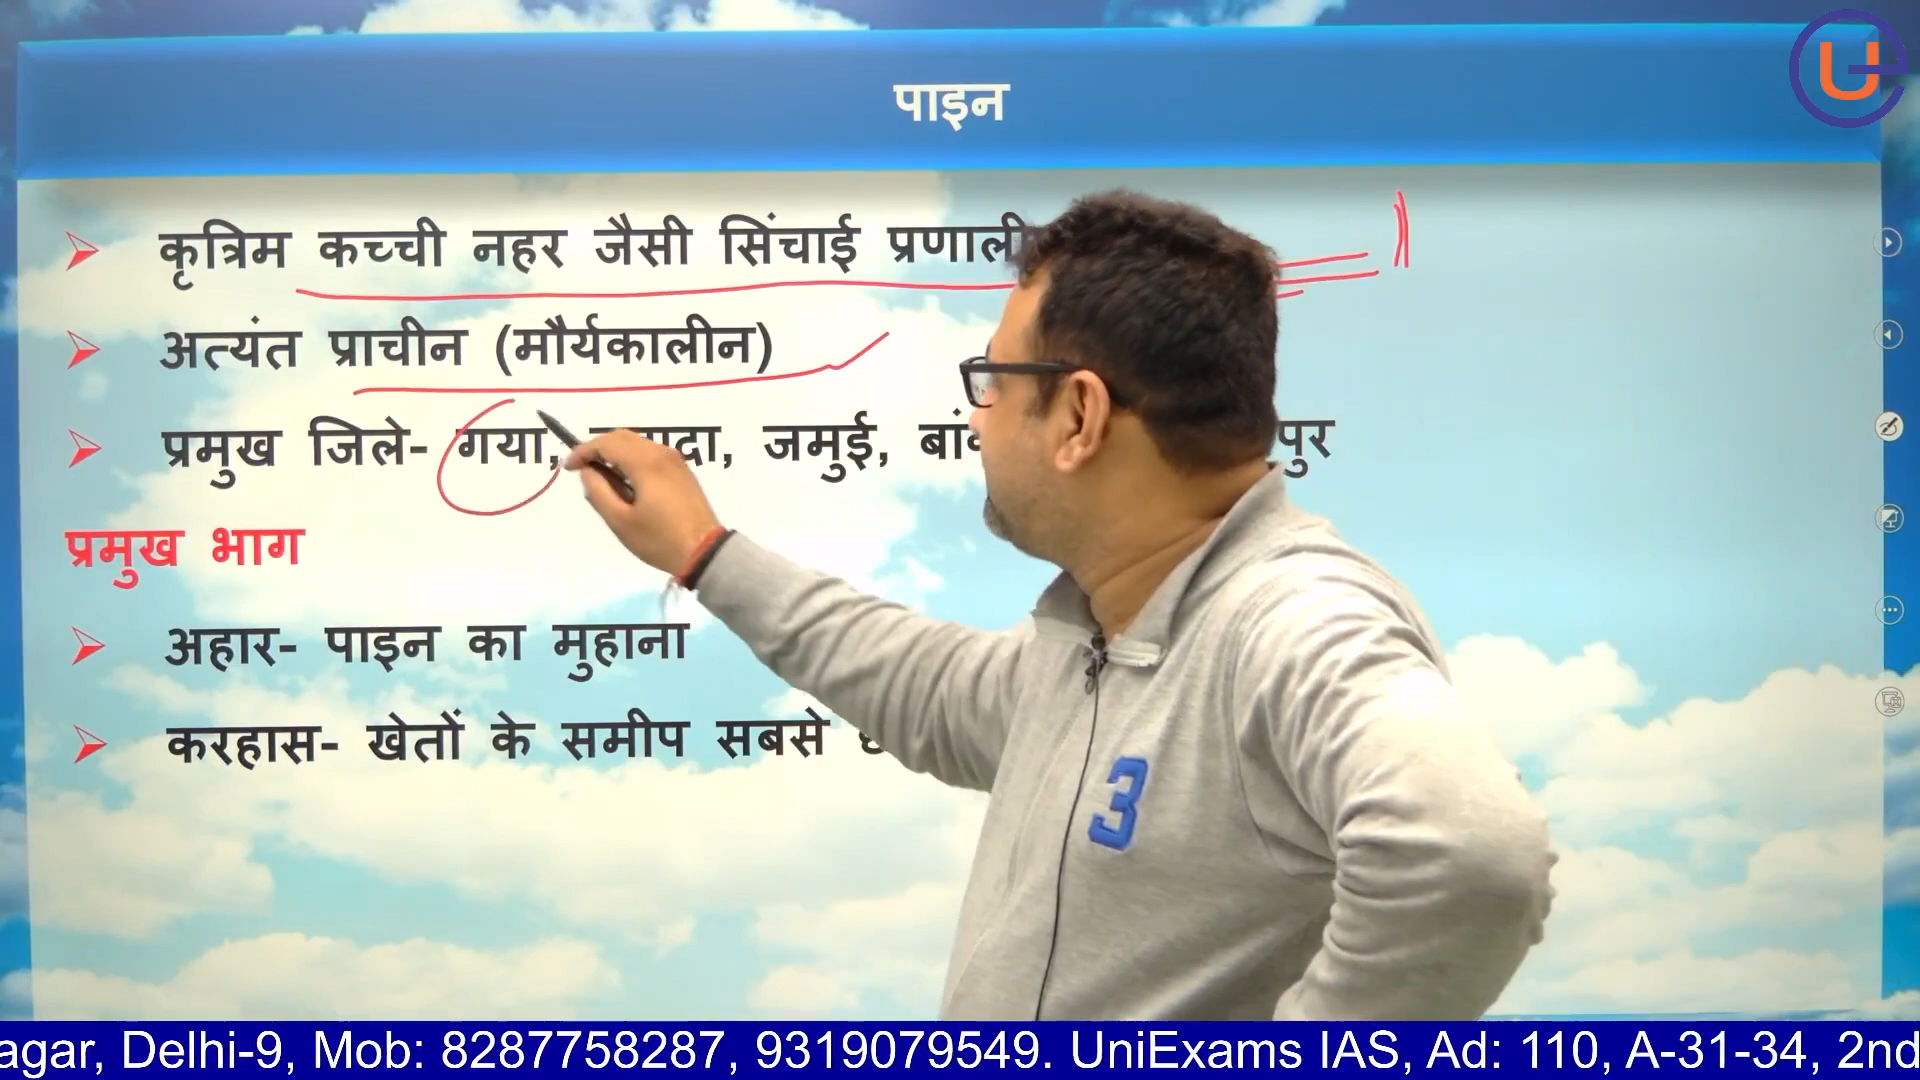 पाइन
कृत्रिम कच्ची नहर जैसी सिंचाई प्रणाली
अत्यंत प्राचीन (मौर्यकालीन)
प्रमुख जिले- गया, जमुई,
प्रमुख भाग
अहार- पाइन का मुहाना
करहास- खेतों के समीप सबसे
3
agar, Delhi-9, Mob: 8287758287, 9319079549. UniExams IAS, Ad: 110, A-31-34, 2nd